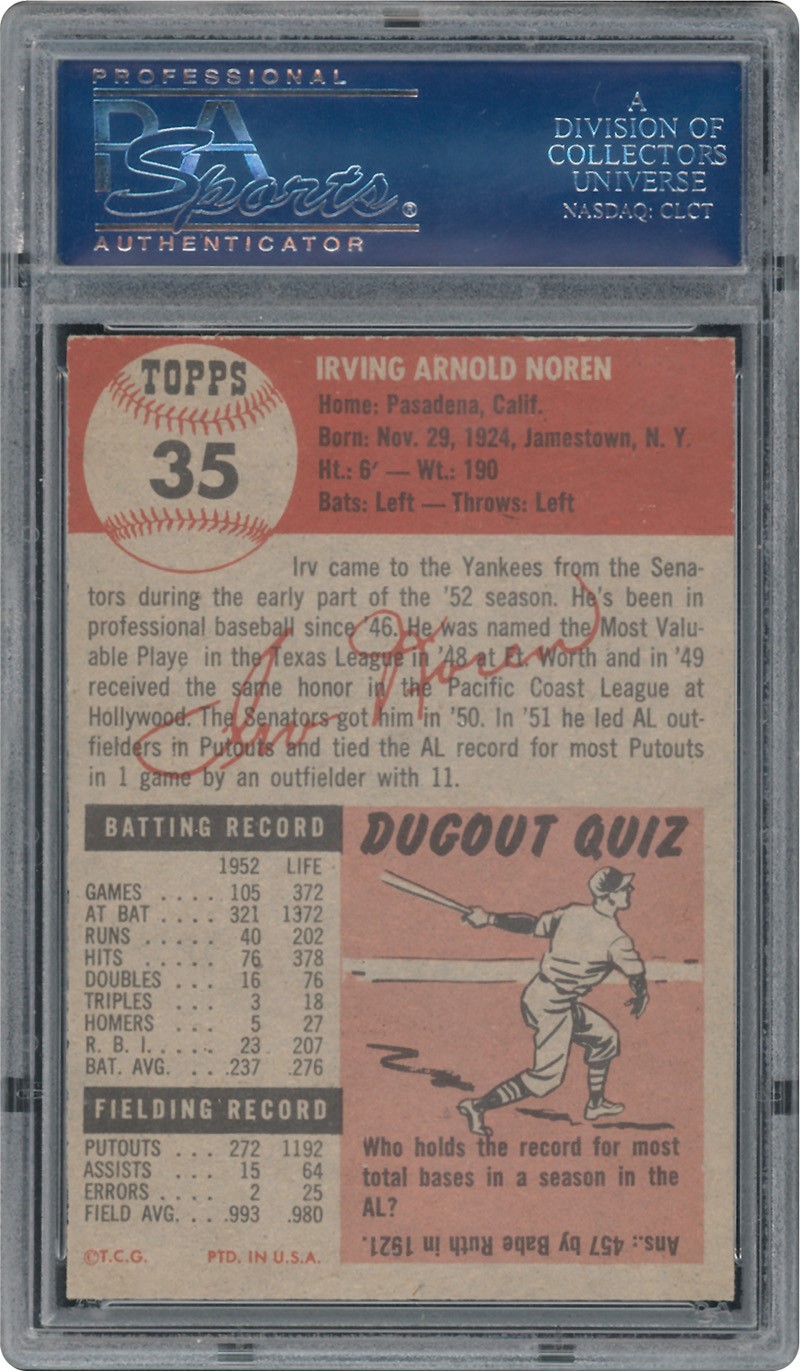 PROFESSIONAL
PSA
Sports®
AUTHENTICATOR
A
DIVISION OF
COLLECTORS
UNIVERSE
NASDAQ: CLCT
TOPPS
35
IRVING ARNOLD NOREN
Home: Pasadena, Calif.
Born: Nov. 29, 1924, Jamestown, N. Y.
Ht.: 6′ — Wt.: 190
Bats: Left — Throws: Left
Irv came to the Yankees from the Sena-
tors during the early part of the '52 season. He's been in
professional baseball since '46. He was named the Most Valu-
able Playe in the Texas League in '48 at Ft. Worth and in '49
received the same honor in the Pacific Coast League at
Hollywood. The Senators got him in '50. In '51 he led AL out-
fielders in Putouts and tied the AL record for most Putouts
in 1 game by an outfielder with 11.
Irv Noren
BATTING RECORD
1952 LIFE
GAMES .... 105 372
AT BAT .... 321 1372
RUNS ..... 40 202
HITS ..... 76 378
DOUBLES ... 16 76
TRIPLES ... 3 18
HOMERS ... 5 27
R. B. I. .... 23 207
BAT. AVG. ... .237 .276
FIELDING RECORD
PUTOUTS ... 272 1192
ASSISTS ... 15 64
ERRORS .... 2 25
FIELD AVG. ... .993 .980
©T.C.G. PTD. IN U.S.A.
DUGOUT QUIZ
Who holds the record for most
total bases in a season in the
AL?
Ans.: 457 by Babe Ruth in 1921.